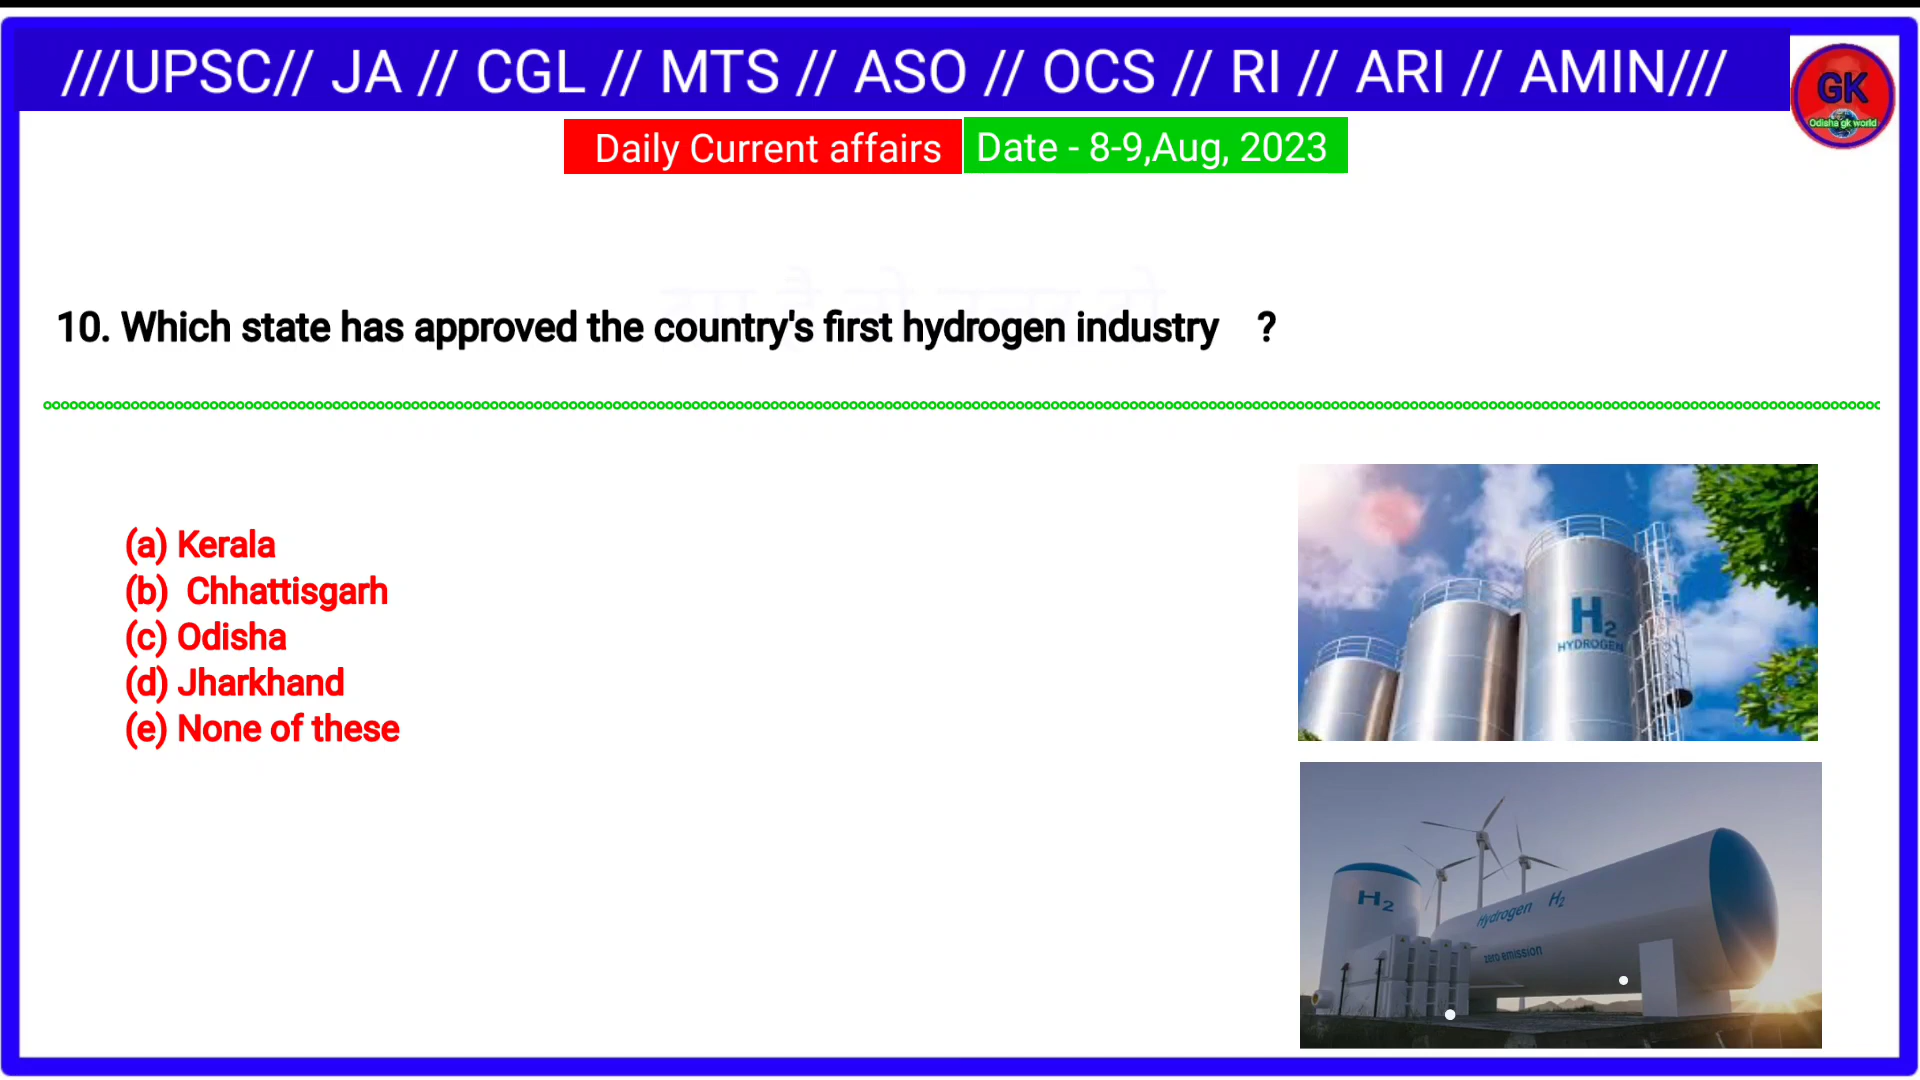 ///UPSC// JA // CGL // MTS // ASO // OCS // RI // ARI // AMIN///
GK
Odisha gk world
Daily Current affairs
Date - 8-9,Aug, 2023
10. Which state has approved the country's first hydrogen industry ?
(a) Kerala
(b) Chhattisgarh
(c) Odisha
(d) Jharkhand
(e) None of these
H2
HYDROGEN
H2
Hydrogen H2
zero emission